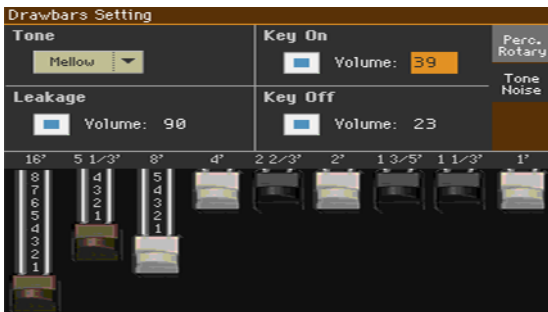 Drawbars Setting
Tone
Mellow
Key On
Volume: 39
Perc.
Rotary
Tone
Noise
Leakage
Volume: 90
Key Off
Volume: 23
16' 5 1/3' 8' 4' 2 2/3' 2' 1 3/5' 1 1/3' 1'
8 4 5
7 3 4
6 2 3
5 1 2
4 1
3
2
1